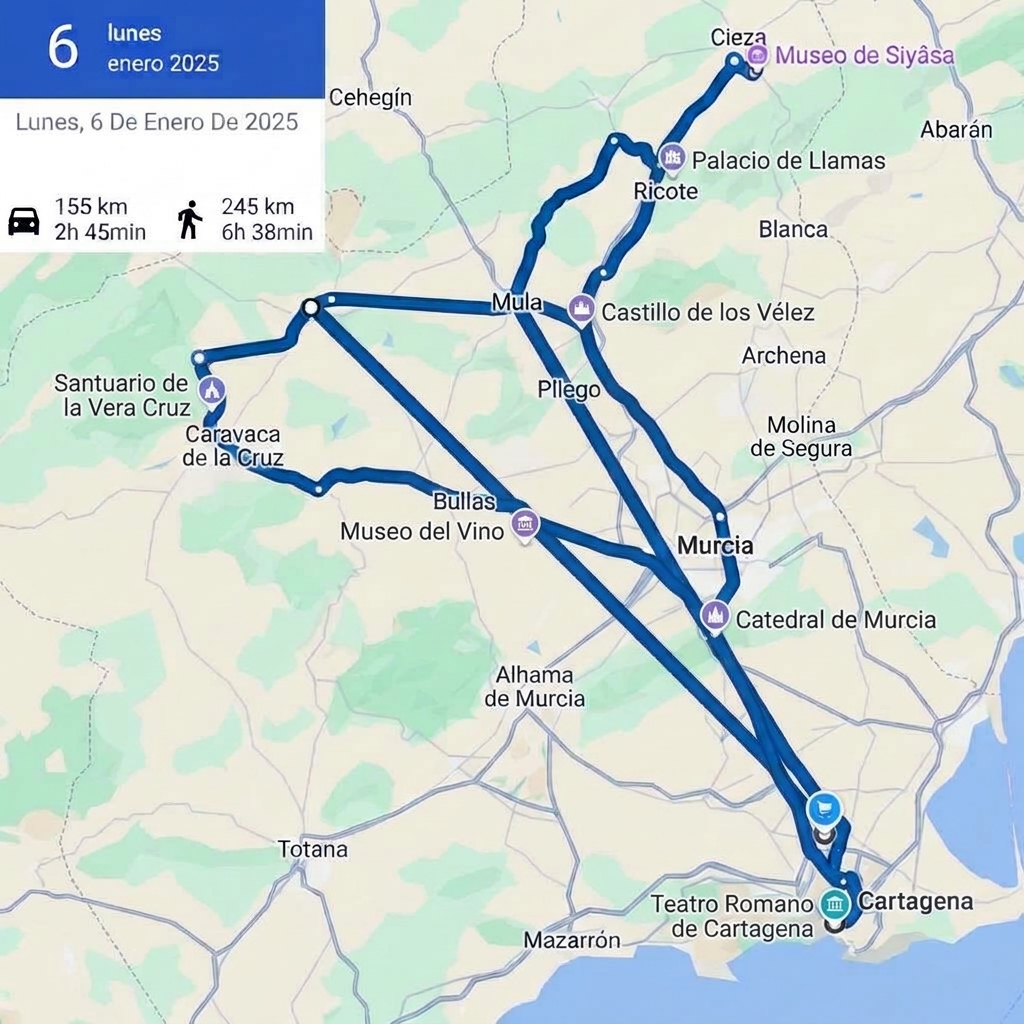 6
lunes
enero 2025
Lunes, 6 De Enero De 2025
155 km
2h 45min
245 km
6h 38min
Cieza
Museo de Siyâsa
Cehegín
Abarán
Palacio de Llamas
Ricote
Blanca
Mula
Castillo de los Vélez
Archena
Pliego
Santuario de
la Vera Cruz
Caravaca
de la Cruz
Molina
de Segura
Bullas
Museo del Vino
Murcia
Catedral de Murcia
Alhama
de Murcia
Totana
Teatro Romano
de Cartagena
Cartagena
Mazarrón